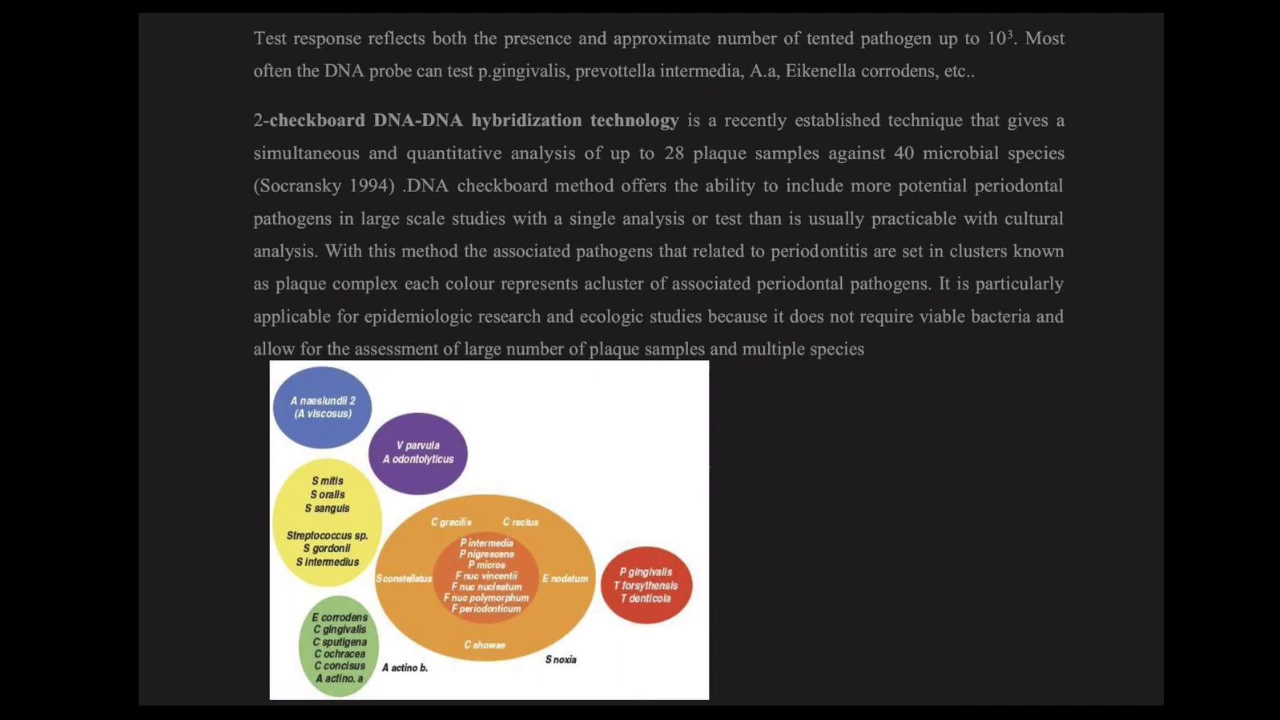 Test response reflects both the presence and approximate number of tented pathogen up to 10³. Most
often the DNA probe can test p.gingivalis, prevottella intermedia, A.a, Eikenella corrodens, etc..
2-checkboard DNA-DNA hybridization technology is a recently established technique that gives a
simultaneous and quantitative analysis of up to 28 plaque samples against 40 microbial species
(Socransky 1994) .DNA checkboard method offers the ability to include more potential periodontal
pathogens in large scale studies with a single analysis or test than is usually practicable with cultural
analysis. With this method the associated pathogens that related to periodontitis are set in clusters known
as plaque complex each colour represents acluster of associated periodontal pathogens. It is particularly
applicable for epidemiologic research and ecologic studies because it does not require viable bacteria and
allow for the assessment of large number of plaque samples and multiple species
A naeslundii 2
(A viscosus)
V parvula
A odontolyticus
S mitis
S oralis
S sanguis
Streptococcus sp.
S gordonii
S intermedius
C gracilis
C rectus
P intermedia
P nigrescens
P micros
F nuc vincentii
F nuc nucleatum
F nuc polymorphum
F periodonticum
S constellatus
E nodatum
C showae
P gingivalis
T forsythensis
T denticola
E corrodens
C gingivalis
C sputigena
C ochracea
C concisus
A actino. a
A actino b.
S noxia